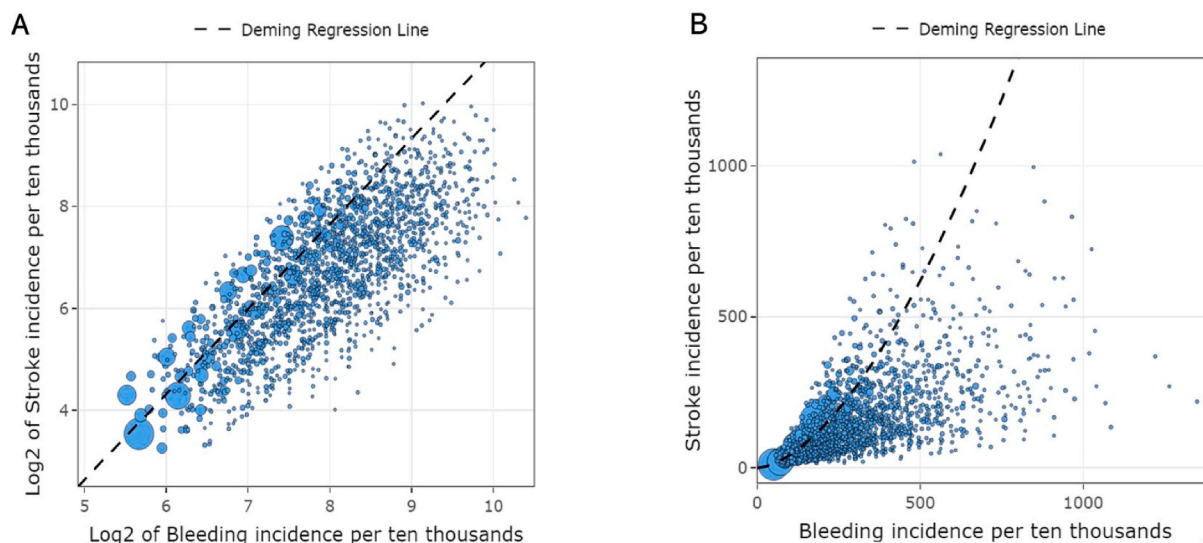 A
Deming Regression Line
Log2 of Stroke incidence per ten thousands
10
8
6
4
5
6
7
8
9
10
Log2 of Bleeding incidence per ten thousands
B
Deming Regression Line
Stroke incidence per ten thousands
1000
500
0
0
500
1000
Bleeding incidence per ten thousands